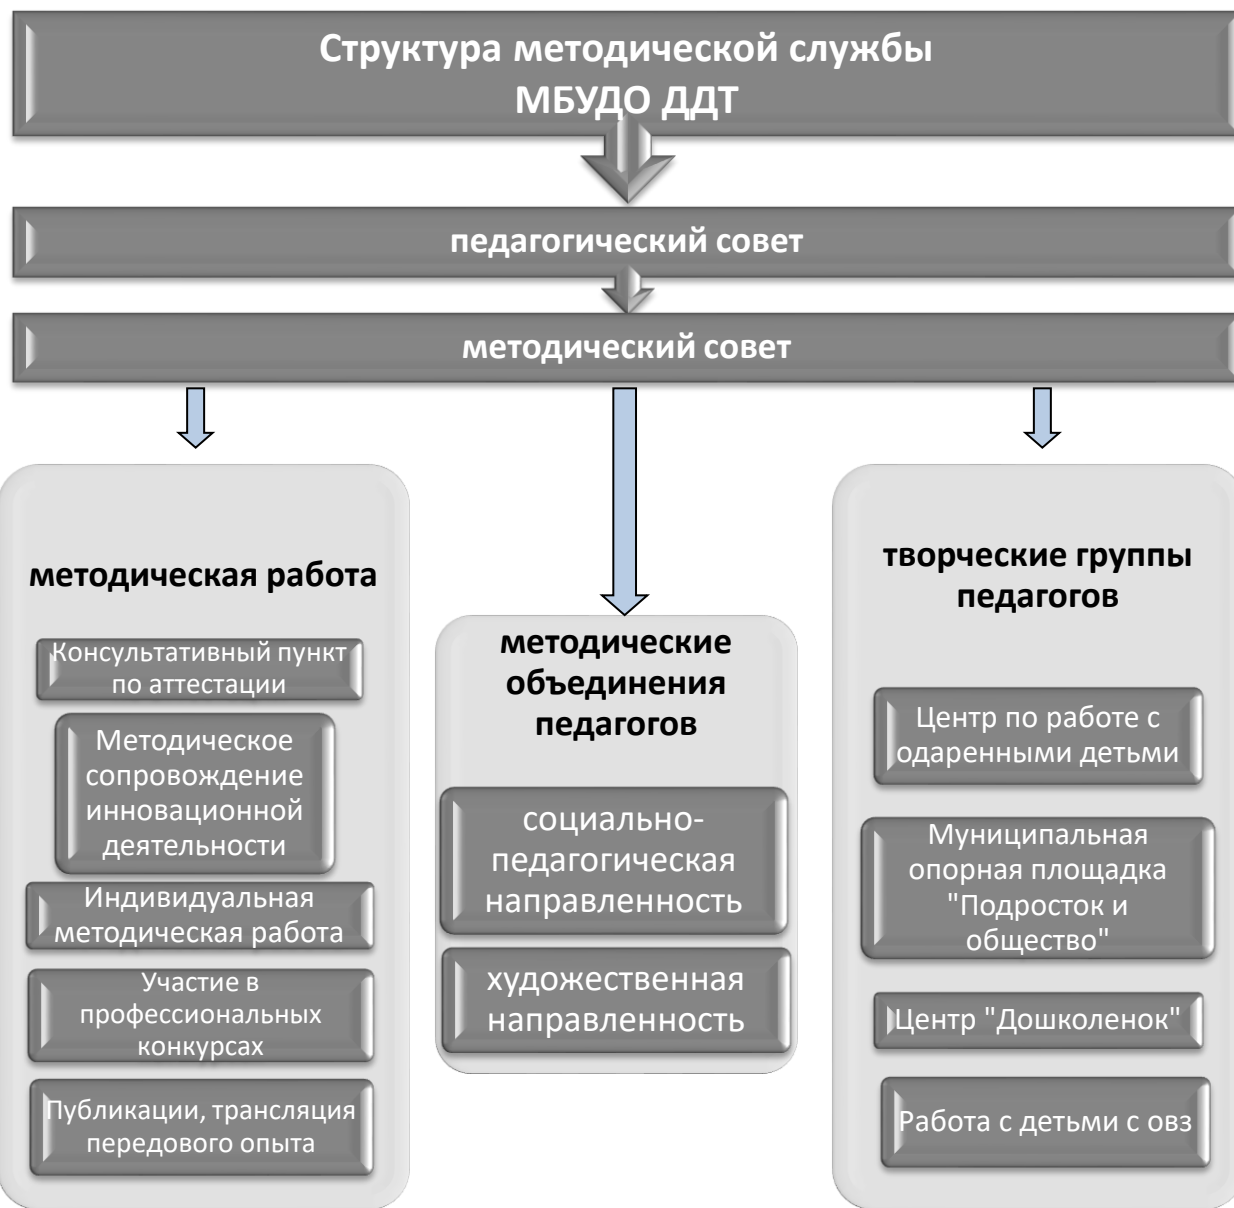 Структура методической службы
МБУДО ДДТ
педагогический совет
методический совет
методическая работа
Консультативный пункт
по аттестации
Методическое
сопровождение
инновационной
деятельности
Индивидуальная
методическая работа
Участие в
профессиональных
конкурсах
Публикации, трансляция
передового опыта
методические
объединения
педагогов
социально-
педагогическая
направленность
художественная
направленность
творческие группы
педагогов
Центр по работе с
одаренными детьми
Муниципальная
опорная площадка
"Подросток и
общество"
Центр "Дошколенок"
Работа с детьми с овз